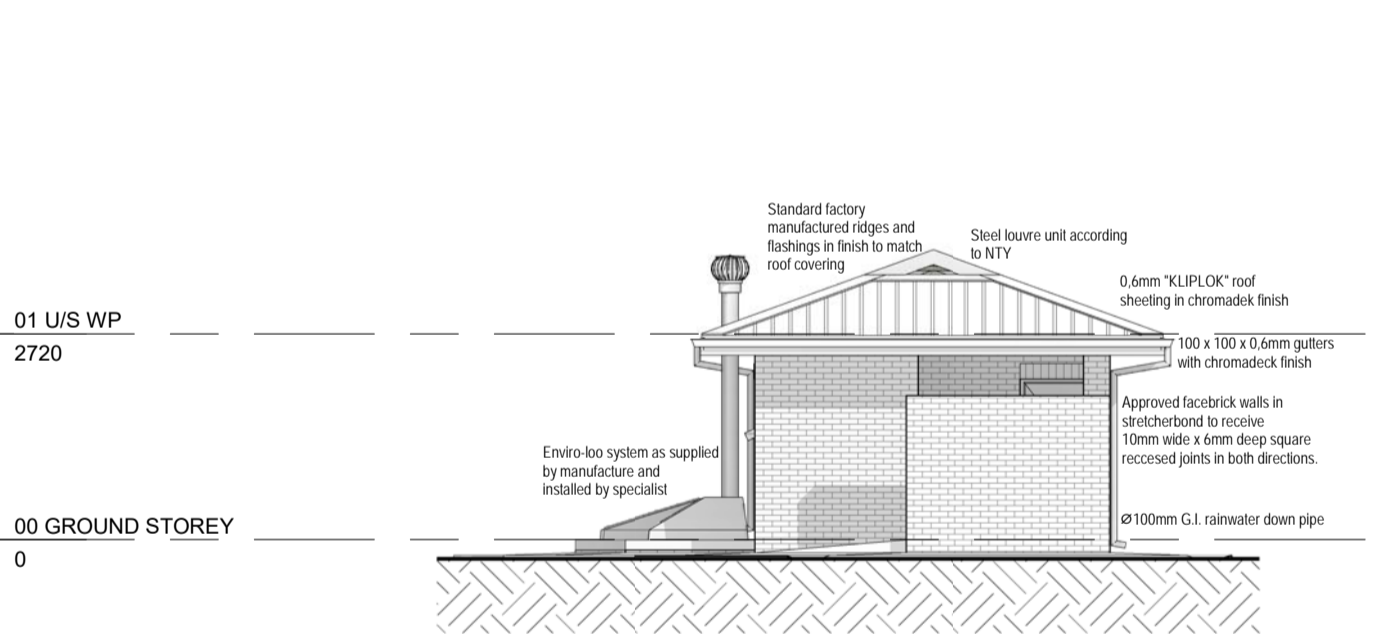 Standard factory
manufactured ridges and
flashings in finish to match
roof covering
Steel louvre unit according
to NTY
0,6mm "KLIPLOK" roof
sheeting in chromadek finish
01 U/S WP
2720
100 x 100 x 0,6mm gutters
with chromadeck finish
Approved facebrick walls in
stretcherbond to receive
10mm wide x 6mm deep square
reccesed joints in both directions.
Enviro-loo system as supplied
by manufacture and
installed by specialist
00 GROUND STOREY
0
Ø100mm G.I. rainwater down pipe